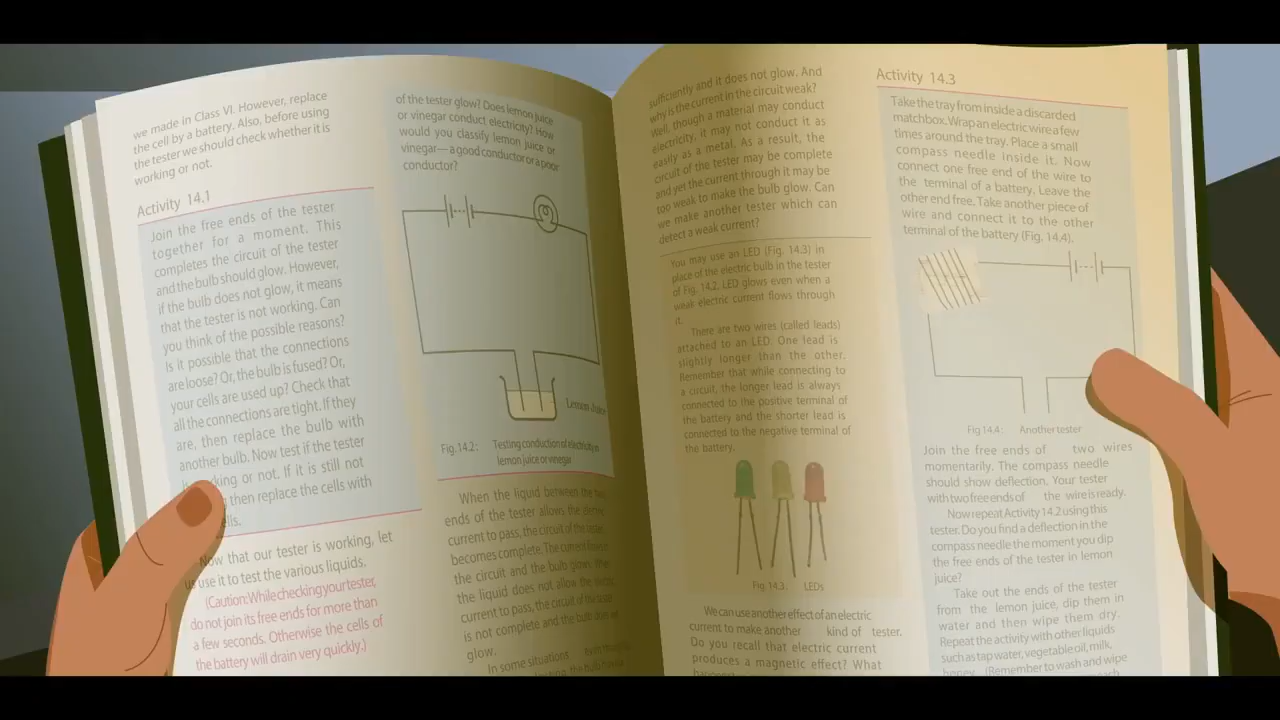 we made in Class VI. However, replace
the cell by a battery. Also, before using
the tester we should check whether it is
working or not.
Activity 14.1
Join the free ends of the tester
together for a moment. This
completes the circuit of the tester
and the bulb should glow. However,
if the bulb does not glow, it means
that the tester is not working. Can
you think of the possible reasons?
Is it possible that the connections
are loose? Or, the bulb is fused? Or,
your cells are used up? Check that
all the connections are tight. If they
are, then replace the bulb with
another bulb. Now test if the tester
king or not. If it is still not
then replace the cells with
ells.
Now that our tester is working, let
us use it to test the various liquids.
(Caution: While checking your tester,
do not join its free ends for more than
a few seconds. Otherwise the cells of
the battery will drain very quickly.)
of the tester glow? Does lemon juice
or vinegar conduct electricity? How
would you classify lemon juice or
vinegar— a good conductor or a poor
conductor?
Lemon Juice
Fig.14.2 : Testing conduction of electricity in
lemon juice or vinegar
When the liquid between the two
ends of the tester allows the electric
current to pass, the circuit of the tester
becomes complete. The current flows in
the circuit and the bulb glows. When
the liquid does not allow the electric
current to pass, the circuit of the tester
is not complete and the bulb does not
glow.
In some situations
the bulb
sufficiently and it does not glow. And
why is the current in the circuit weak?
Well, though a material may conduct
electricity, it may not conduct it as
easily as a metal. As a result, the
circuit of the tester may be complete
and yet the current through it may be
too weak to make the bulb glow. Can
we make another tester which can
detect a weak current?
You may use an LED (Fig. 14.3) in
place of the electric bulb in the tester
of Fig. 14.2. LED glows even when a
weak electric current flows through
it.
There are two wires (called leads)
attached to an LED. One lead is
slightly longer than the other.
Remember that while connecting to
a circuit, the longer lead is always
connected to the positive terminal of
the battery and the shorter lead is
connected to the negative terminal of
the battery.
Fig. 14.3 : LEDs
We can use another effect of an electric
current to make another kind of tester.
Do you recall that electric current
produces a magnetic effect? What
Activity 14.3
Take the tray from inside a discarded
matchbox. Wrap an electric wire a few
times around the tray. Place a small
compass needle inside it. Now
connect one free end of the wire to
the terminal of a battery. Leave the
other end free. Take another piece of
wire and connect it to the other
terminal of the battery (Fig. 14.4).
Fig 14.4 : Another tester
Join the free ends of two wires
momentarily. The compass needle
should show deflection. Your tester
with two free ends of the wire is ready.
Now repeat Activity 14.2 using this
tester. Do you find a deflection in the
compass needle the moment you dip
the free ends of the tester in lemon
juice?
Take out the ends of the tester
from the lemon juice, dip them in
water and then wipe them dry.
Repeat the activity with other liquids
such as tap water, vegetable oil, milk,
honey. (Remember to wash and wipe